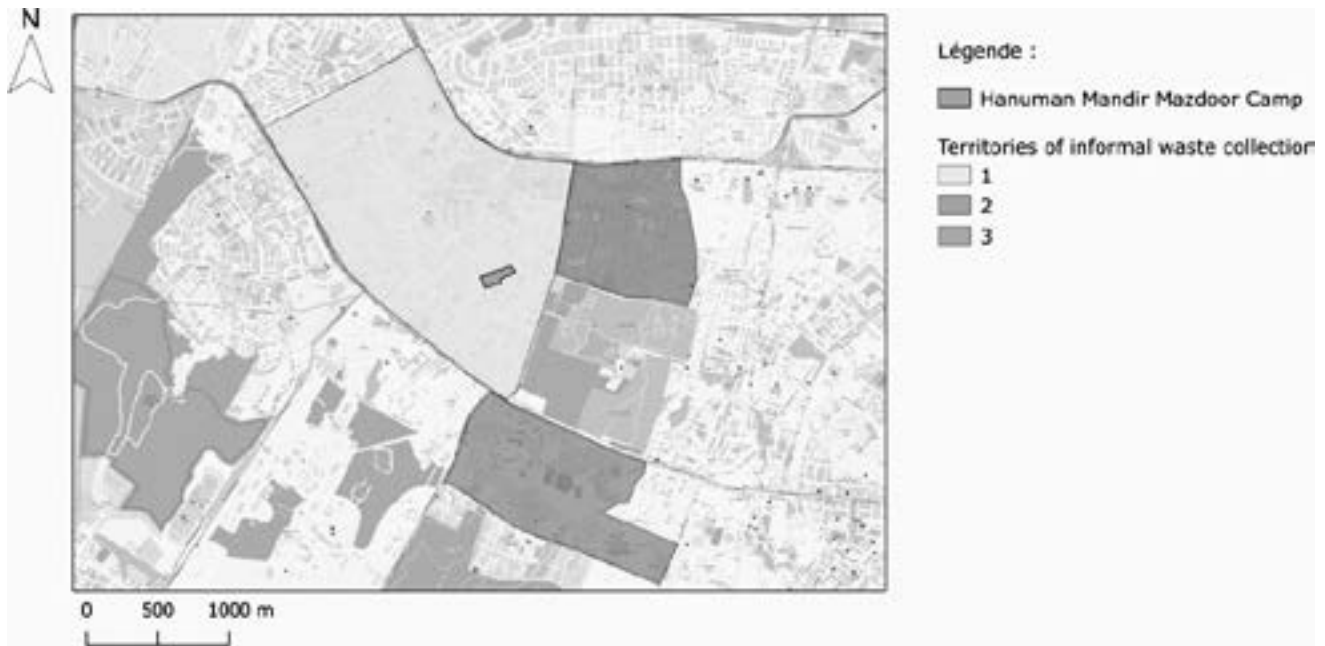 N
Légende :
Hanuman Mandir Mazdoor Camp
Territories of informal waste collection
1
2
3
0 500 1000 m